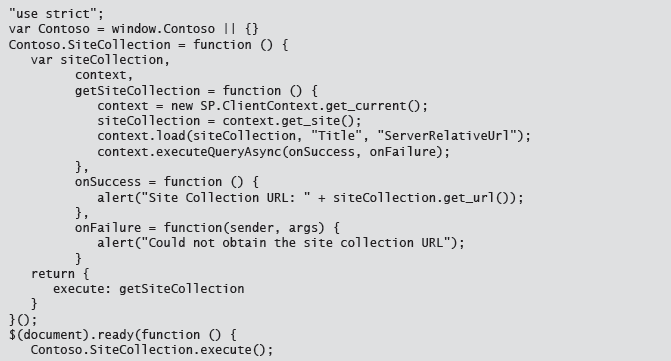 "use strict";
var Contoso = window.Contoso || {}
Contoso.SiteCollection = function () {
var siteCollection,
context,
getSiteCollection = function () {
context = new SP.ClientContext.get_current();
siteCollection = context.get_site();
context.load(siteCollection, "Title", "ServerRelativeUrl");
context.executeQueryAsync(onSuccess, onFailure);
},
onSuccess = function () {
alert("Site Collection URL: " + siteCollection.get_url());
},
onFailure = function(sender, args) {
alert("Could not obtain the site collection URL");
}
return {
execute: getSiteCollection
}
}();
$(document).ready(function () {
Contoso.SiteCollection.execute();